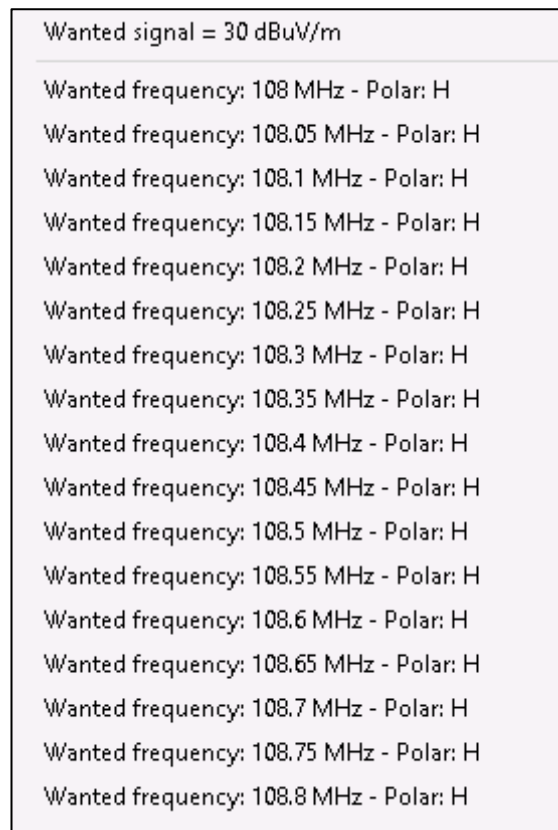 Wanted signal = 30 dBuV/m
Wanted frequency: 108 MHz - Polar: H
Wanted frequency: 108.05 MHz - Polar: H
Wanted frequency: 108.1 MHz - Polar: H
Wanted frequency: 108.15 MHz - Polar: H
Wanted frequency: 108.2 MHz - Polar: H
Wanted frequency: 108.25 MHz - Polar: H
Wanted frequency: 108.3 MHz - Polar: H
Wanted frequency: 108.35 MHz - Polar: H
Wanted frequency: 108.4 MHz - Polar: H
Wanted frequency: 108.45 MHz - Polar: H
Wanted frequency: 108.5 MHz - Polar: H
Wanted frequency: 108.55 MHz - Polar: H
Wanted frequency: 108.6 MHz - Polar: H
Wanted frequency: 108.65 MHz - Polar: H
Wanted frequency: 108.7 MHz - Polar: H
Wanted frequency: 108.75 MHz - Polar: H
Wanted frequency: 108.8 MHz - Polar: H